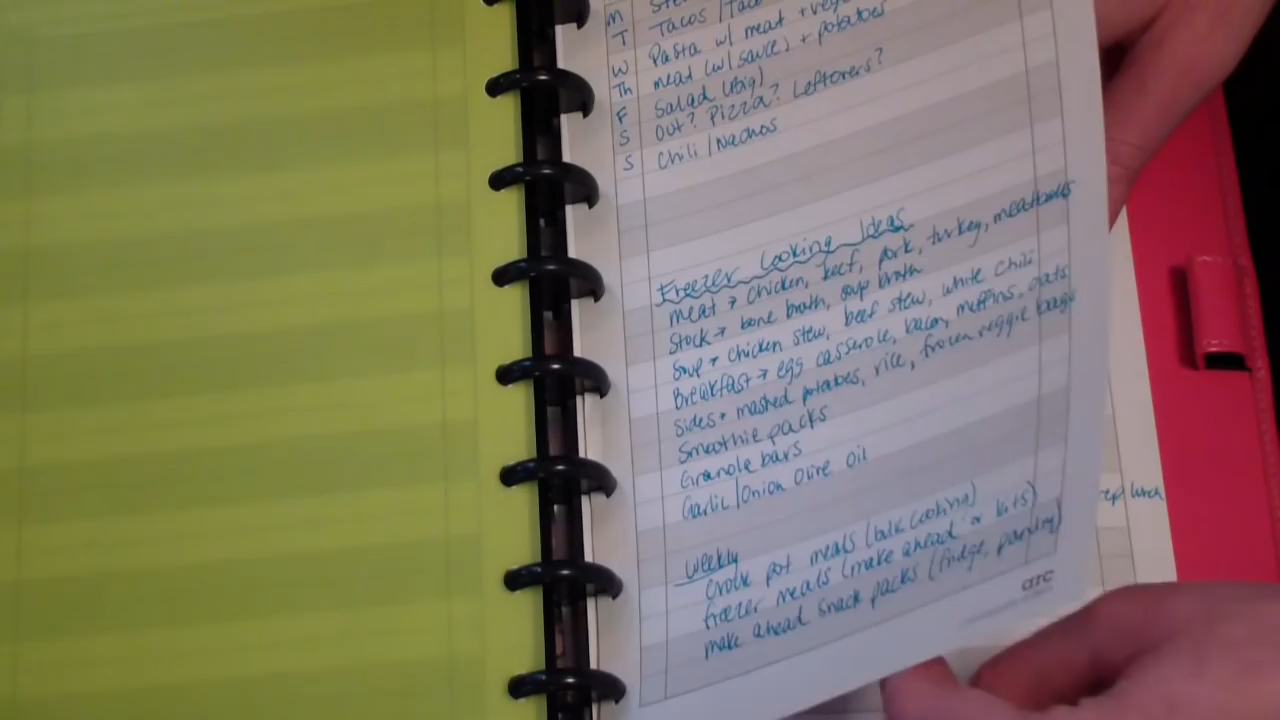 M
T Tacos /
W Pasta w/ meat +
Th meat (w/ sauce) + potatoes
F Salad (big)
S Out? Pizza? Leftovers?
S Chili / Nachos
Freezer Cooking Ideas
meat → chicken, beef, pork, turkey, meatballs
Stock → bone broth, soup broth
Soup → chicken stew, beef stew, white chili
Breakfast → egg casserole, bacon, muffins, oats
Sides → mashed potatoes, rice, frozen veggie bags
Smoothie packs
Granola bars
Garlic / Onion Olive Oil
Weekly
crock pot meals (bulk cooking)
freezer meals (make ahead or kits)
make ahead snack packs (fridge, pantry)
arc
lunch